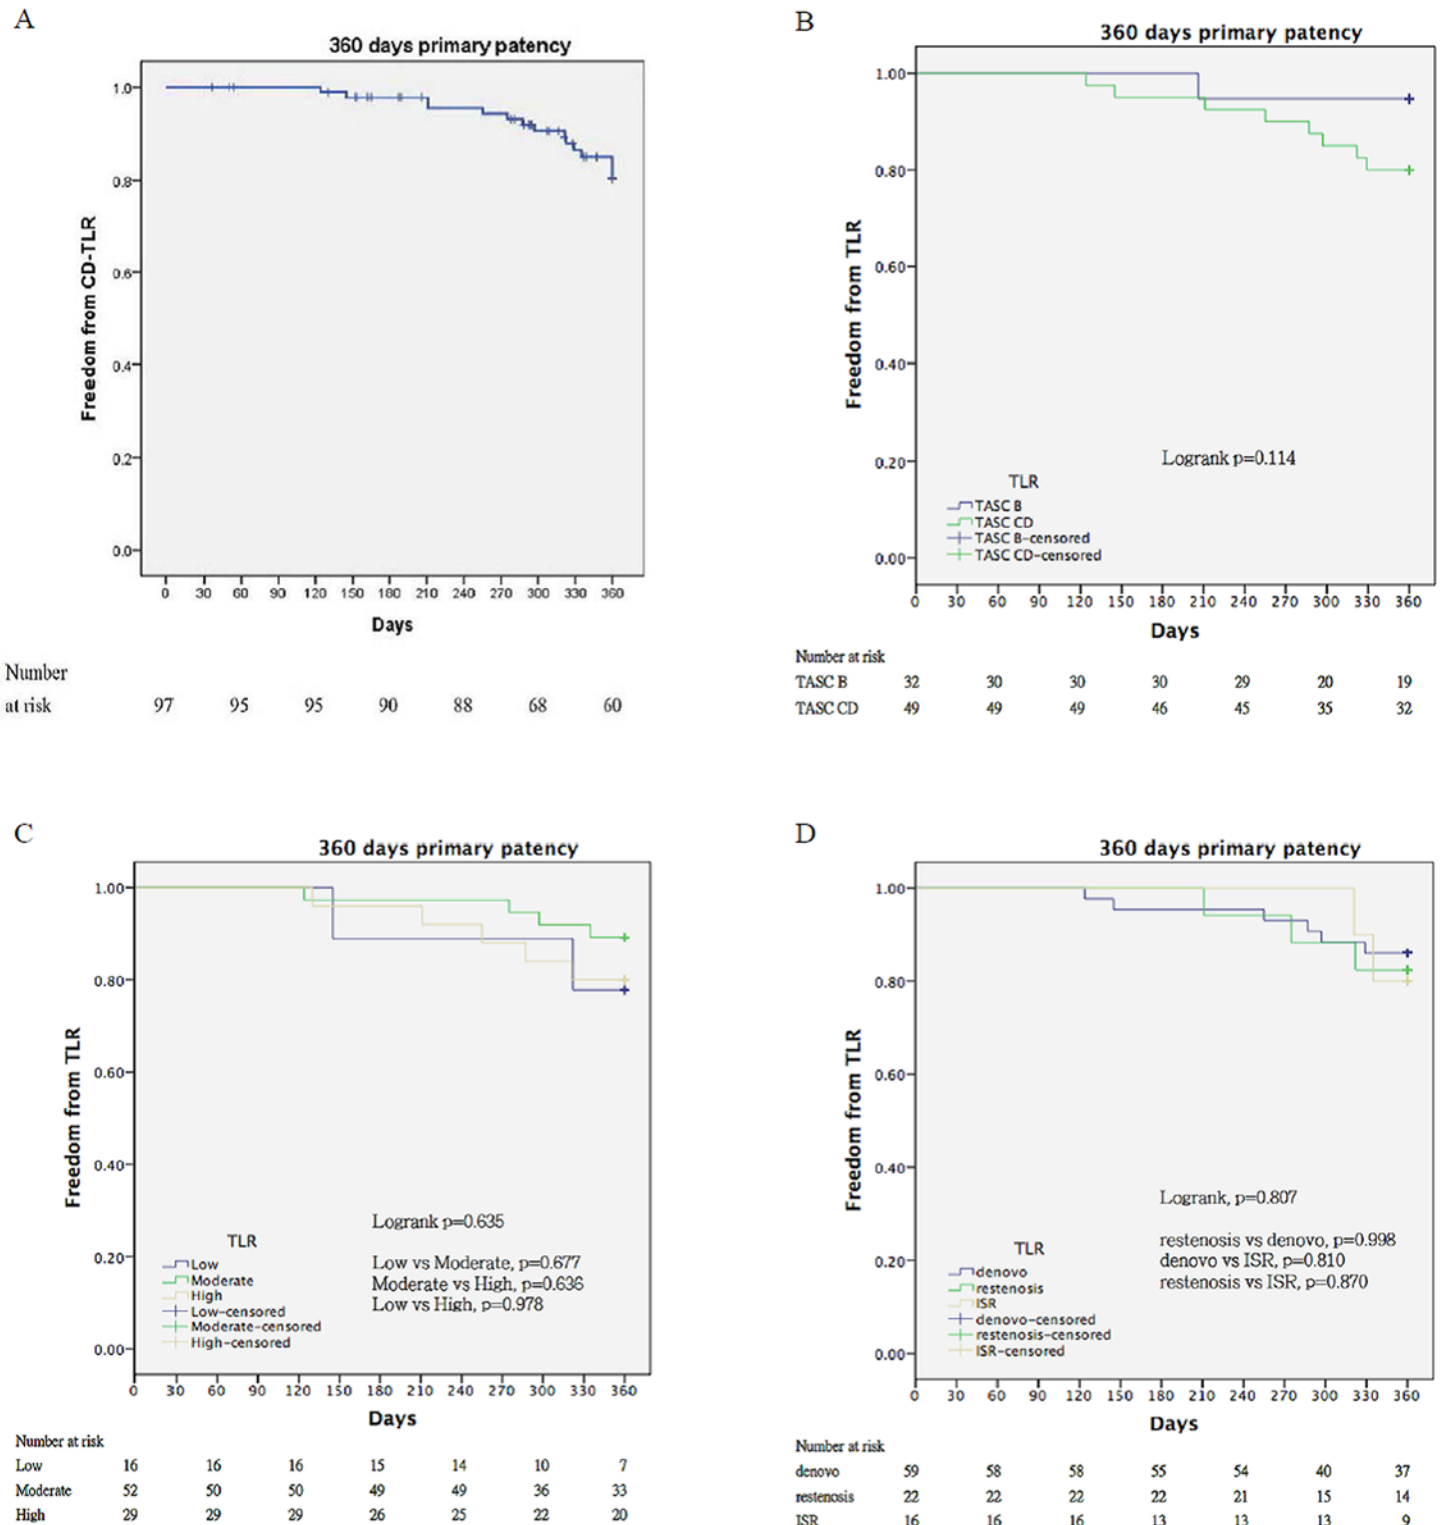 A
360 days primary patency
1.0
0.8
0.6
0.4
0.2
0.0
Freedom from CD-TLR
0 30 60 90 120 150 180 210 240 270 300 330 360
Days
Number
at risk 97 95 95 90 88 68 60
B
360 days primary patency
1.00
0.80
0.60
0.40
0.20
0.00
Freedom from TLR
Logrank p=0.114
TLR
TASC B
TASC CD
TASC B-censored
TASC CD-censored
0 30 60 90 120 150 180 210 240 270 300 330 360
Days
Number at risk
TASC B 32 30 30 30 29 20 19
TASC CD 49 49 49 46 45 35 32
C
360 days primary patency
1.00
0.80
0.60
0.40
0.20
0.00
Freedom from TLR
Logrank p=0.635
Low vs Moderate, p=0.677
Moderate vs High, p=0.636
Low vs High, p=0.978
TLR
Low
Moderate
High
Low-censored
Moderate-censored
High-censored
0 30 60 90 120 150 180 210 240 270 300 330 360
Days
Number at risk
Low 16 16 16 15 14 10 7
Moderate 52 50 50 49 49 36 33
High 29 29 29 26 25 22 20
D
360 days primary patency
1.00
0.80
0.60
0.40
0.20
0.00
Freedom from TLR
Logrank, p=0.807
restenosis vs denovo, p=0.998
denovo vs ISR, p=0.810
restenosis vs ISR, p=0.870
TLR
denovo
restenosis
ISR
denovo-censored
restenosis-censored
ISR-censored
0 30 60 90 120 150 180 210 240 270 300 330 360
Days
Number at risk
denovo 59 58 58 55 54 40 37
restenosis 22 22 22 22 21 15 14
ISR 16 16 16 13 13 13 9